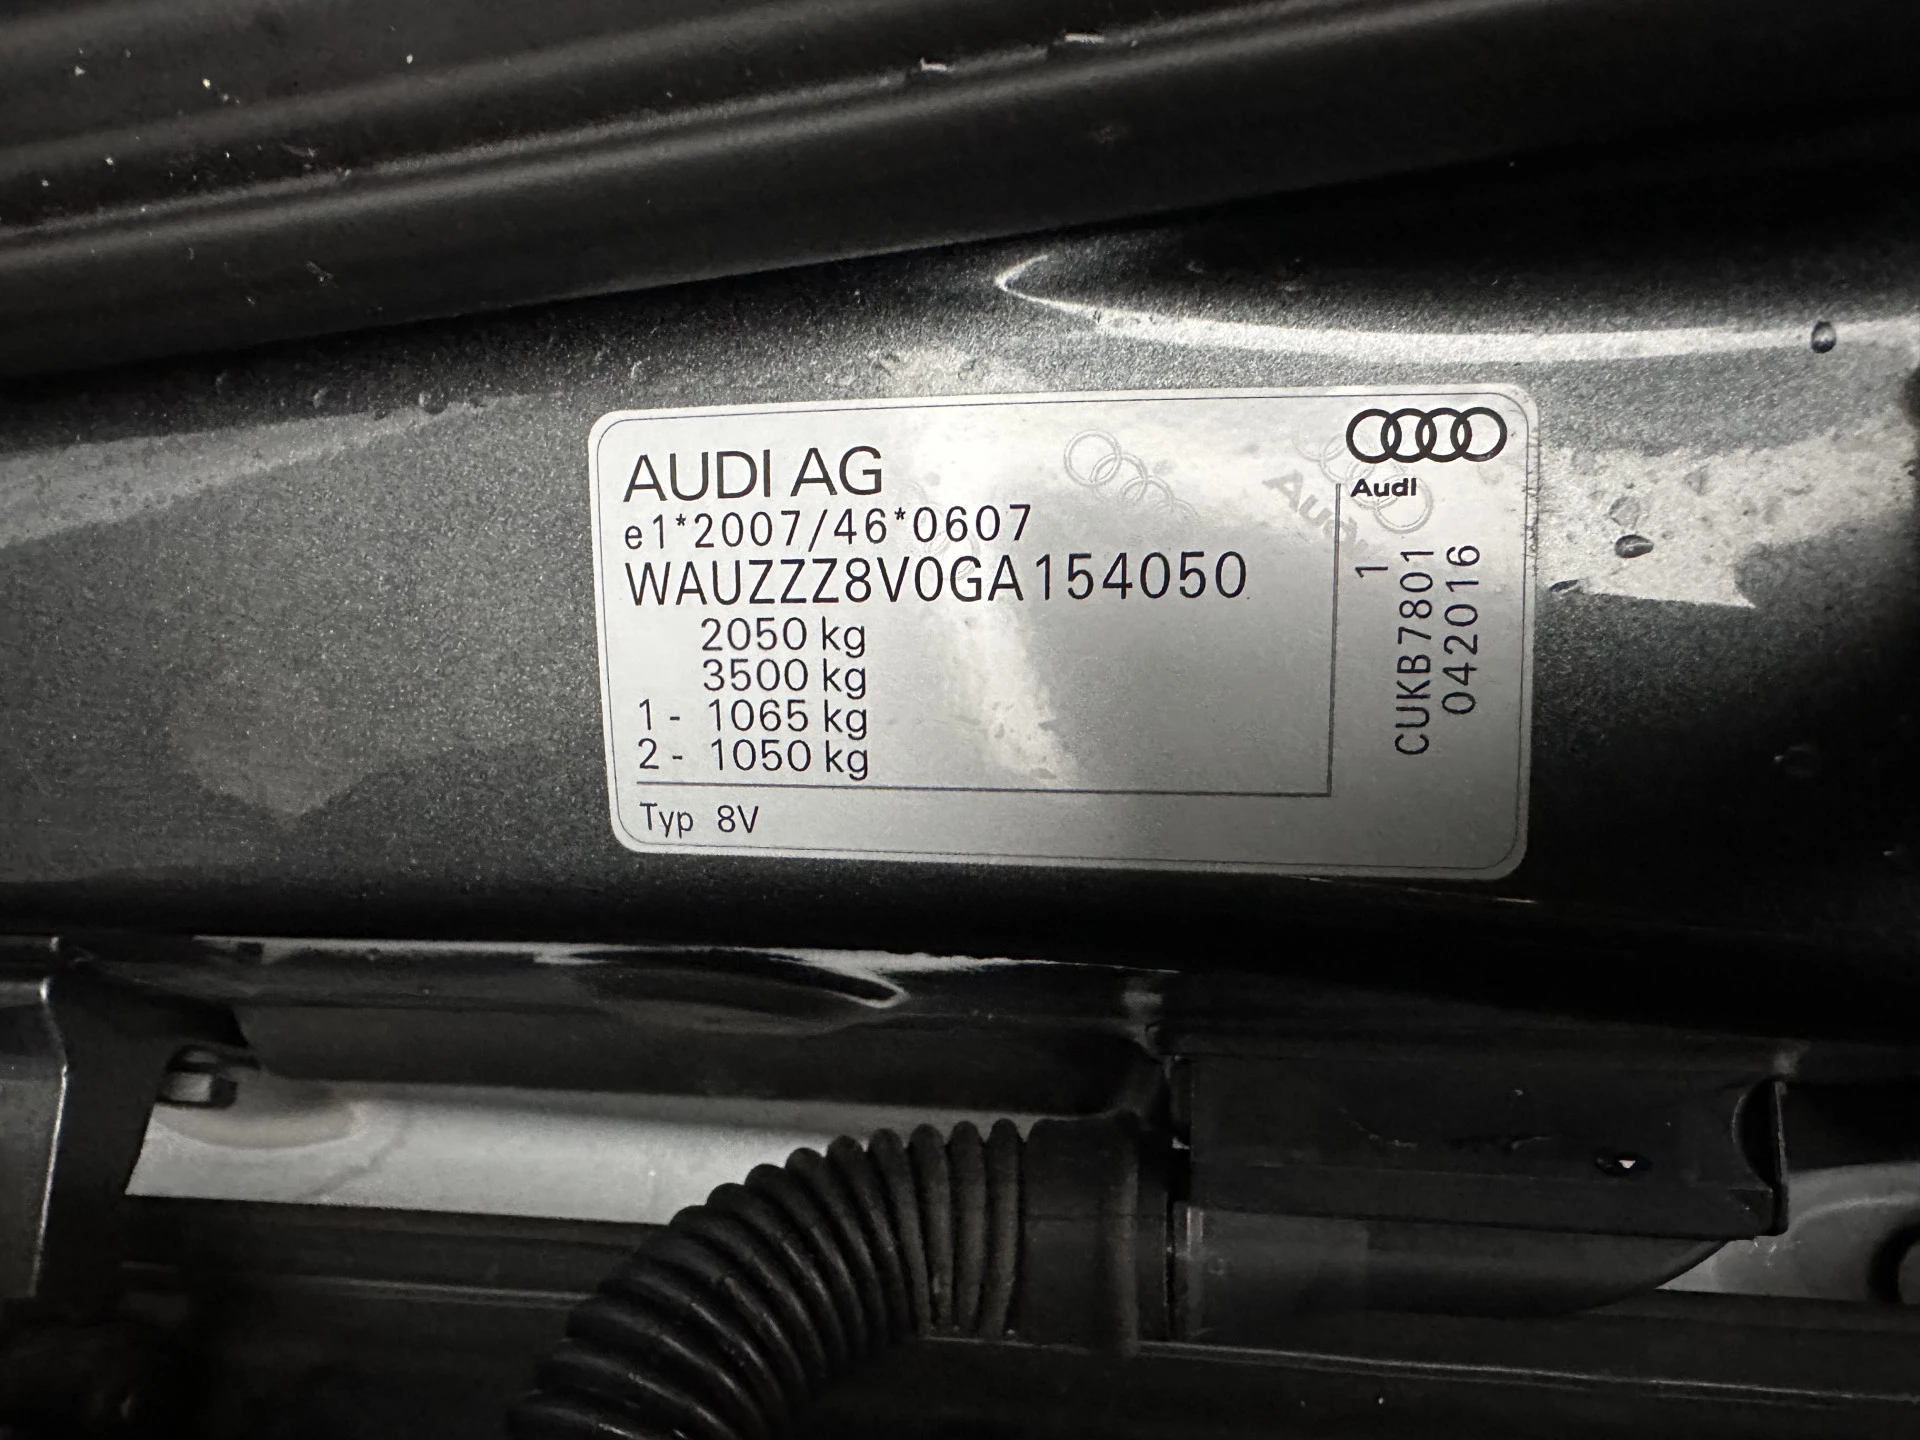 AUDI AG
e1*2007/46*0607
WAUZZZ8V0GA154050
2050 kg
3500 kg
1 - 1065 kg
2 - 1050 kg
Typ 8V
Audi
1
CUKB7801
042016
Audi